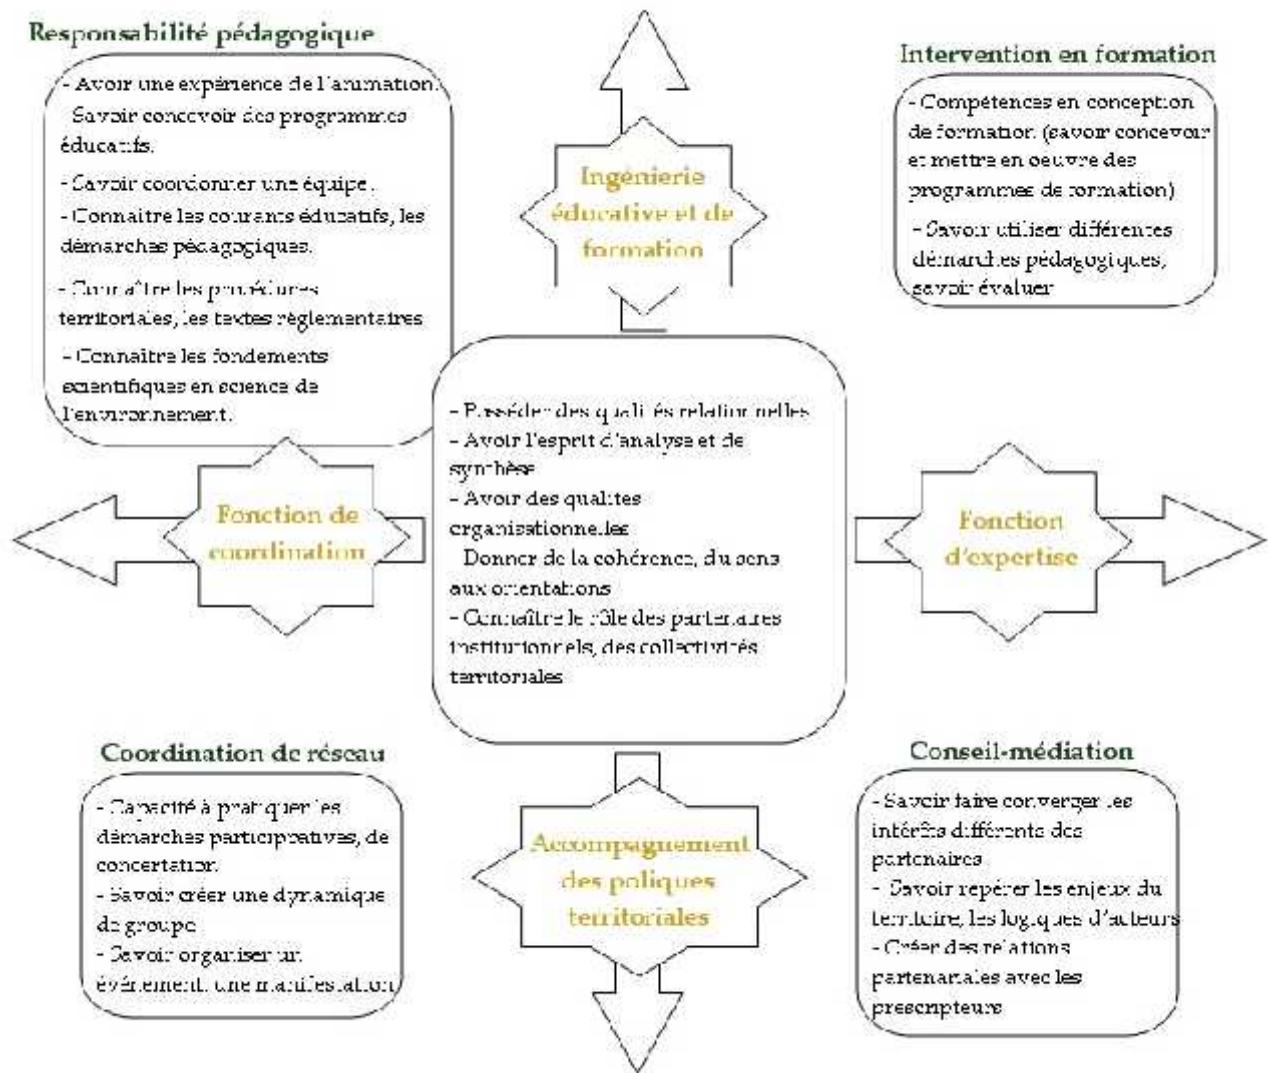 Responsabilité pédagogique
- Avoir une expérience de l'animation.
- Savoir concevoir des programmes
éducatifs.
- Savoir coordonner une équipe.
- Connaitre les courants éducatifs, les
démarches pédagogiques.
- Connaître les procédures
territoriales, les textes règlementaires
- Connaître les fondements
scientifiques en science de
l'environnement.
Ingénierie
éducative et de
formation
Intervention en formation
- Compétences en conception
de formation (savoir concevoir
et mettre en oeuvre des
programmes de formation)
- Savoir utiliser différentes
démarches pédagogiques,
savoir évaluer
Fonction de
coordination
- Posséder des qualités relationnelles
- Avoir l'esprit d'analyse et de
synthèse
- Avoir des qualités
organisationnelles
- Donner de la cohérence, du sens
aux orientations
- Connaître le rôle des partenaires
institutionnels, des collectivités
territoriales
Fonction
d'expertise
Coordination de réseau
- Capacité à pratiquer les
démarches participratives, de
concertation
- Savoir créer une dynamique
de groupe
- Savoir organiser un
événement, une manifestation
Accompagnement
des poliques
territoriales
Conseil-médiation
- Savoir faire converger les
intérêts différents des
partenaires
- Savoir repérer les enjeux du
territoire, les logiques d'acteurs
- Créer des relations
partenariales avec les
prescripteurs